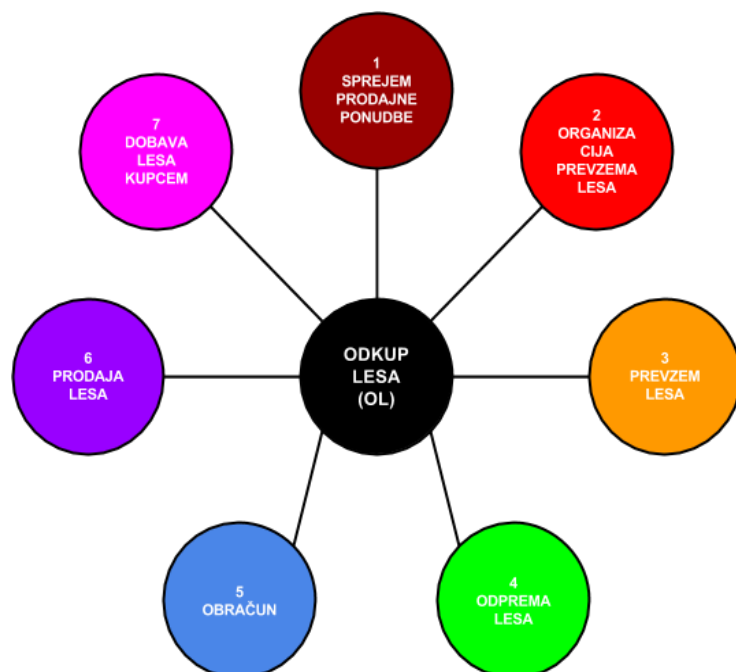 1
SPREJEM
PRODAJNE
PONUDBE
2
ORGANIZA
CIJA
PREVZEMA
LESA
3
PREVZEM
LESA
4
ODPREMA
LESA
5
OBRAČUN
6
PRODAJA
LESA
7
DOBAVA
LESA
KUPCEM
ODKUP
LESA
(OL)